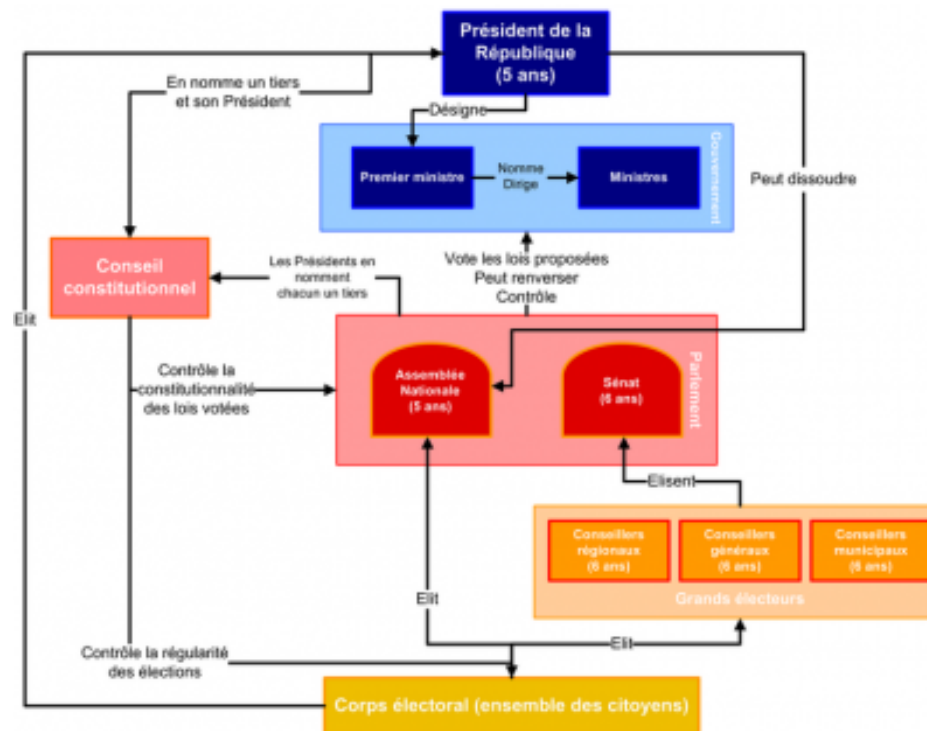 Président de la
République
(5 ans)
En nomme un tiers
et son Président
Désigne
Gouvernement
Premier ministre
Nomme
Dirige
Ministres
Peut dissoudre
Conseil
constitutionnel
Les Présidents en
nomment
chacun un tiers
Vote les lois proposées
Peut renverser
Contrôle
Elit
Parlement
Assemblée
Nationale
(5 ans)
Sénat
(6 ans)
Contrôle la
constitutionnalité
des lois votées
Elisent
Conseillers
régionaux
(6 ans)
Conseillers
généraux
(6 ans)
Conseillers
municipaux
(6 ans)
Grands électeurs
Elit
Elit
Contrôle la régularité
des élections
Corps électoral (ensemble des citoyens)